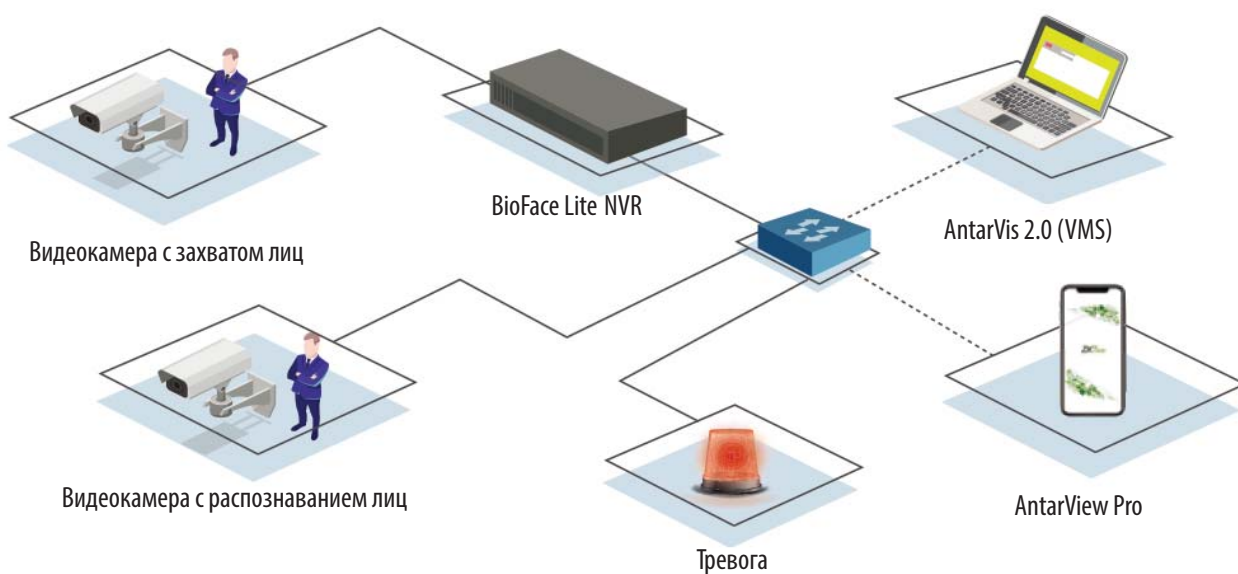 BioFace Lite NVR
AntarVis 2.0 (VMS)
Видеокамера с захватом лиц
Видеокамера с распознаванием лиц
AntarView Pro
Тревога